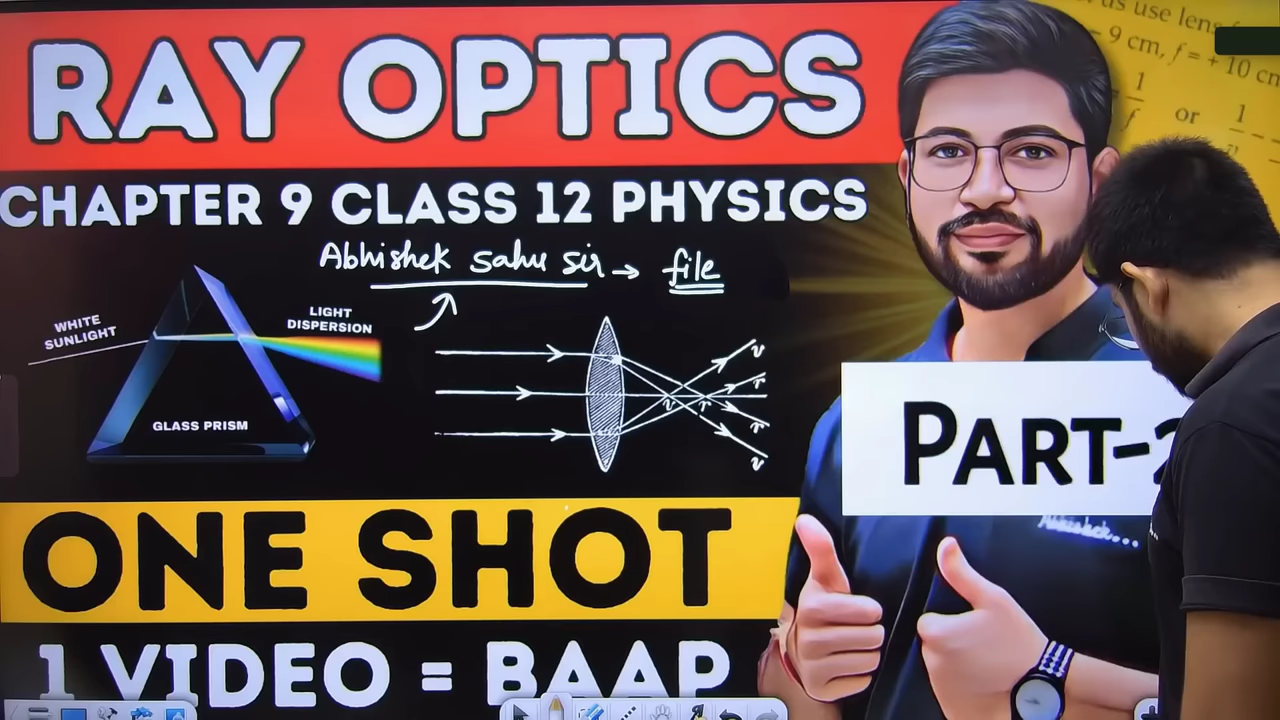 RAY OPTICS
CHAPTER 9 CLASS 12 PHYSICS
Abhishek sahu sir → file
WHITE
SUNLIGHT
LIGHT
DISPERSION
GLASS PRISM
v
r
v r
r
v
us use lens
9 cm, f = + 10 cm
1
f
or
1
PART-2
Abhishek...
ONE SHOT
1 VIDEO = BAAP